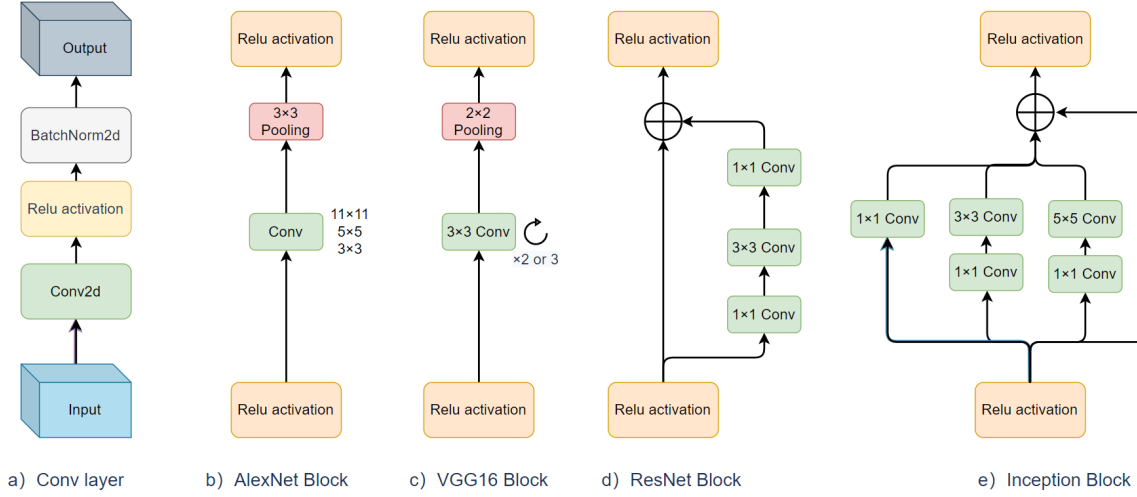 Output
BatchNorm2d
Relu activation
Conv2d
Input
a) Conv layer
Relu activation
3×3
Pooling
Conv
11×11
5×5
3×3
Relu activation
b) AlexNet Block
Relu activation
2×2
Pooling
3×3 Conv
×2 or 3
Relu activation
c) VGG16 Block
Relu activation
1×1 Conv
3×3 Conv
1×1 Conv
Relu activation
d) ResNet Block
Relu activation
1×1 Conv
3×3 Conv
5×5 Conv
1×1 Conv
1×1 Conv
Relu activation
e) Inception Block